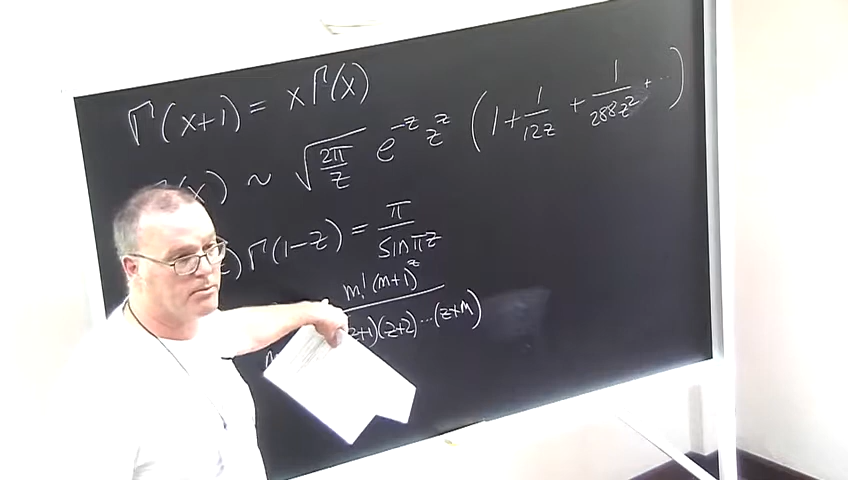 Γ(x+1) = xΓ(x)
(x) ~ √(2π/z) e^{-z} z^z (1 + 1/12z + 1/288z² + ...)
)Γ(1-z) = π/sin πz
m! (m+1)^z / z+1)(z+2)...(z+m)